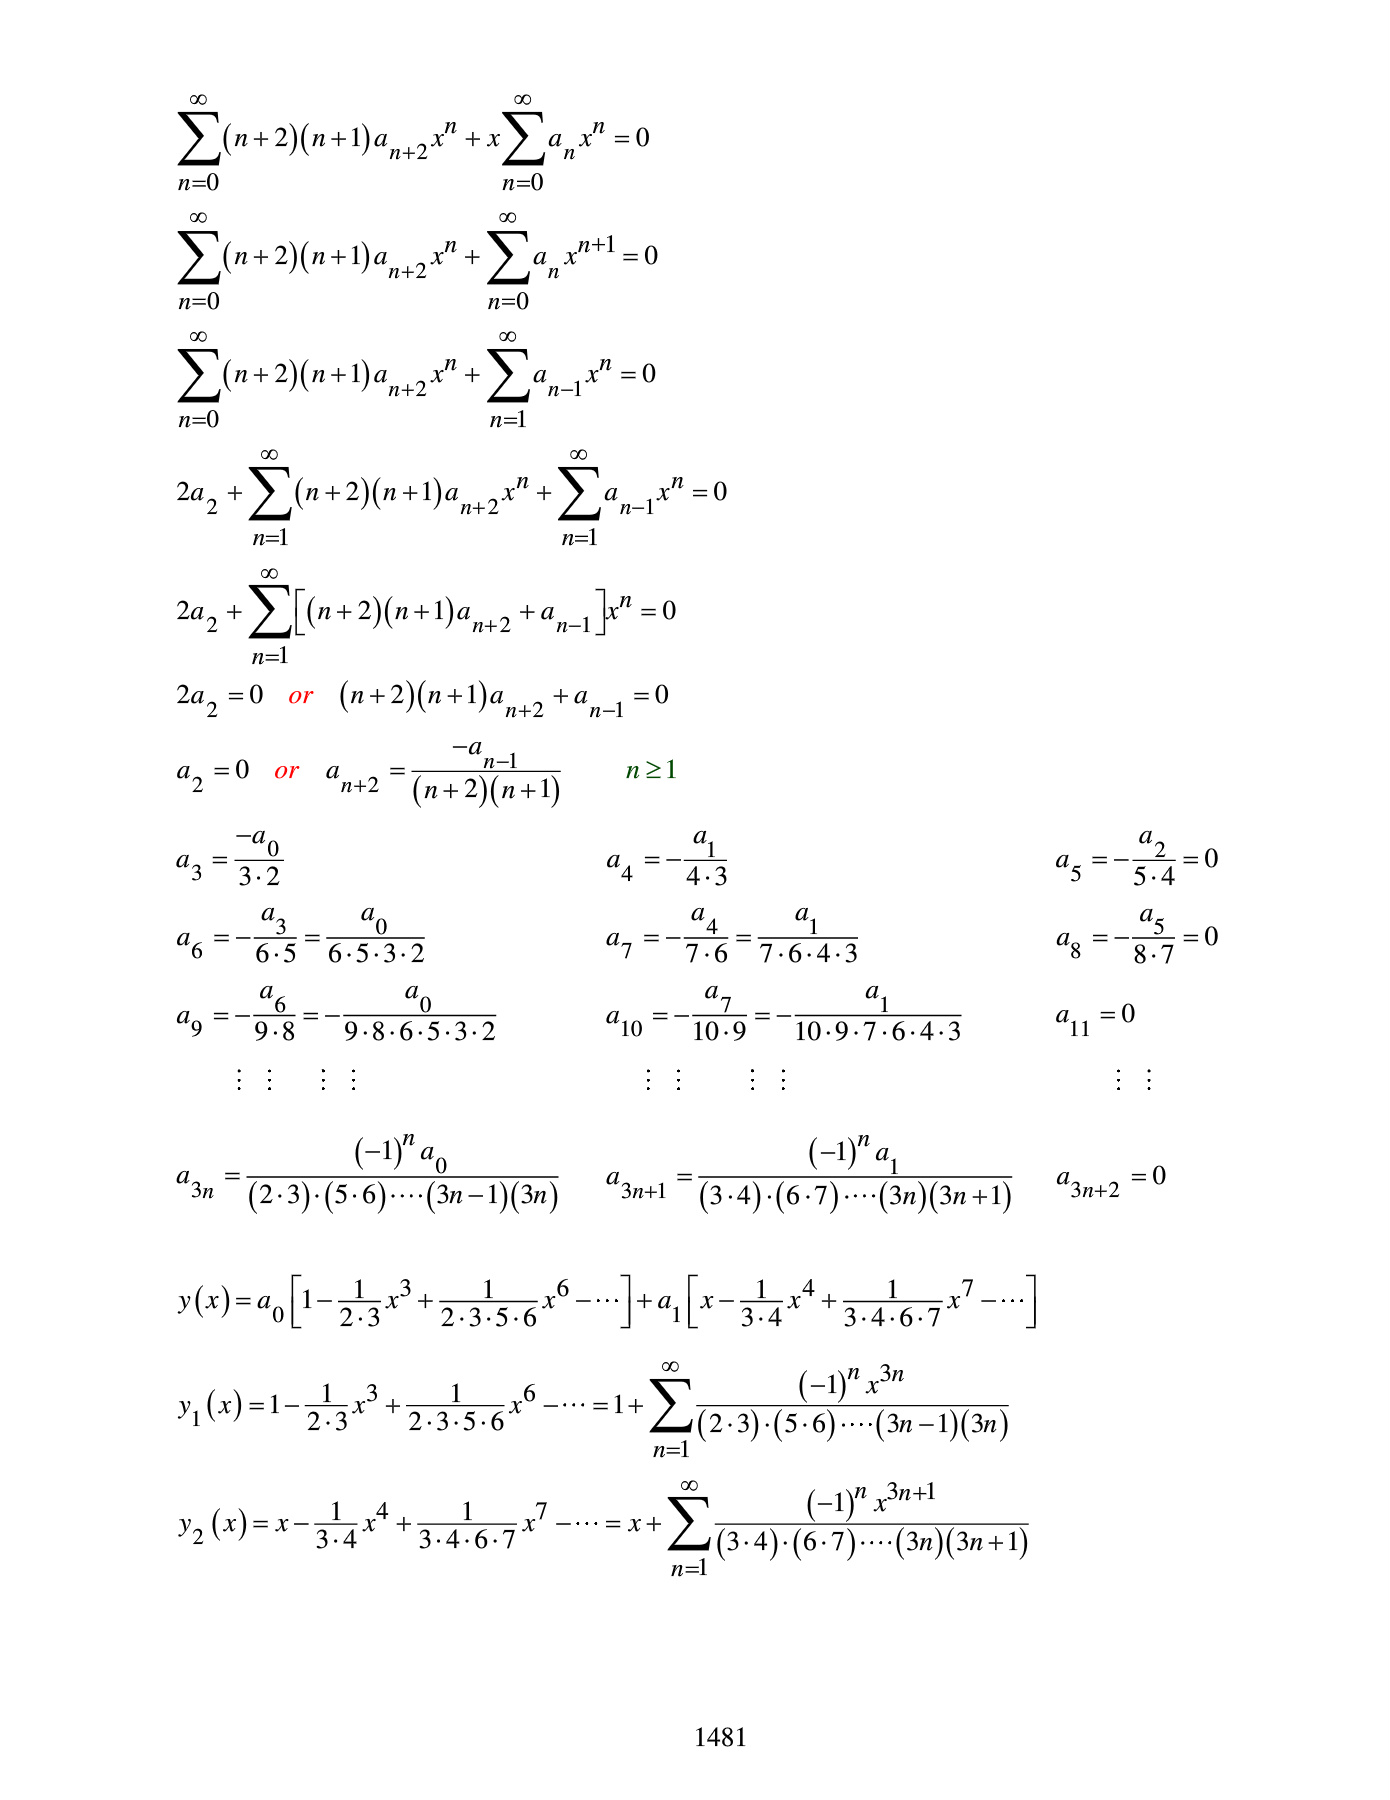 $\sum_{n=0}^{\infty}(n+2)(n+1)a_{n+2}x^n + x\sum_{n=0}^{\infty}a_n x^n = 0$
$\sum_{n=0}^{\infty}(n+2)(n+1)a_{n+2}x^n + \sum_{n=0}^{\infty}a_n x^{n+1} = 0$
$\sum_{n=0}^{\infty}(n+2)(n+1)a_{n+2}x^n + \sum_{n=1}^{\infty}a_{n-1}x^n = 0$
$2a_2 + \sum_{n=1}^{\infty}(n+2)(n+1)a_{n+2}x^n + \sum_{n=1}^{\infty}a_{n-1}x^n = 0$
$2a_2 + \sum_{n=1}^{\infty}\left[(n+2)(n+1)a_{n+2} + a_{n-1}\right]x^n = 0$
$2a_2 = 0$ or $(n+2)(n+1)a_{n+2} + a_{n-1} = 0$
$a_2 = 0$ or $a_{n+2} = \frac{-a_{n-1}}{(n+2)(n+1)}$ $n \geq 1$
$a_3 = \frac{-a_0}{3 \cdot 2}$ $a_4 = -\frac{a_1}{4 \cdot 3}$ $a_5 = -\frac{a_2}{5 \cdot 4} = 0$
$a_6 = -\frac{a_3}{6 \cdot 5} = \frac{a_0}{6 \cdot 5 \cdot 3 \cdot 2}$ $a_7 = -\frac{a_4}{7 \cdot 6} = \frac{a_1}{7 \cdot 6 \cdot 4 \cdot 3}$ $a_8 = -\frac{a_5}{8 \cdot 7} = 0$
$a_9 = -\frac{a_6}{9 \cdot 8} = -\frac{a_0}{9 \cdot 8 \cdot 6 \cdot 5 \cdot 3 \cdot 2}$ $a_{10} = -\frac{a_7}{10 \cdot 9} = -\frac{a_1}{10 \cdot 9 \cdot 7 \cdot 6 \cdot 4 \cdot 3}$ $a_{11} = 0$
⋮ ⋮ ⋮ ⋮ ⋮ ⋮ ⋮ ⋮ ⋮ ⋮
$a_{3n} = \frac{(-1)^n a_0}{(2 \cdot 3) \cdot (5 \cdot 6) \cdot \cdots (3n-1)(3n)}$ $a_{3n+1} = \frac{(-1)^n a_1}{(3 \cdot 4) \cdot (6 \cdot 7) \cdot \cdots (3n)(3n+1)}$ $a_{3n+2} = 0$
$y(x) = a_0\left[1 - \frac{1}{2 \cdot 3}x^3 + \frac{1}{2 \cdot 3 \cdot 5 \cdot 6}x^6 - \cdots\right] + a_1\left[x - \frac{1}{3 \cdot 4}x^4 + \frac{1}{3 \cdot 4 \cdot 6 \cdot 7}x^7 - \cdots\right]$
$y_1(x) = 1 - \frac{1}{2 \cdot 3}x^3 + \frac{1}{2 \cdot 3 \cdot 5 \cdot 6}x^6 - \cdots = 1 + \sum_{n=1}^{\infty}\frac{(-1)^n x^{3n}}{(2 \cdot 3) \cdot (5 \cdot 6) \cdot \cdots (3n-1)(3n)}$
$y_2(x) = x - \frac{1}{3 \cdot 4}x^4 + \frac{1}{3 \cdot 4 \cdot 6 \cdot 7}x^7 - \cdots = x + \sum_{n=1}^{\infty}\frac{(-1)^n x^{3n+1}}{(3 \cdot 4) \cdot (6 \cdot 7) \cdot \cdots (3n)(3n+1)}$
1481